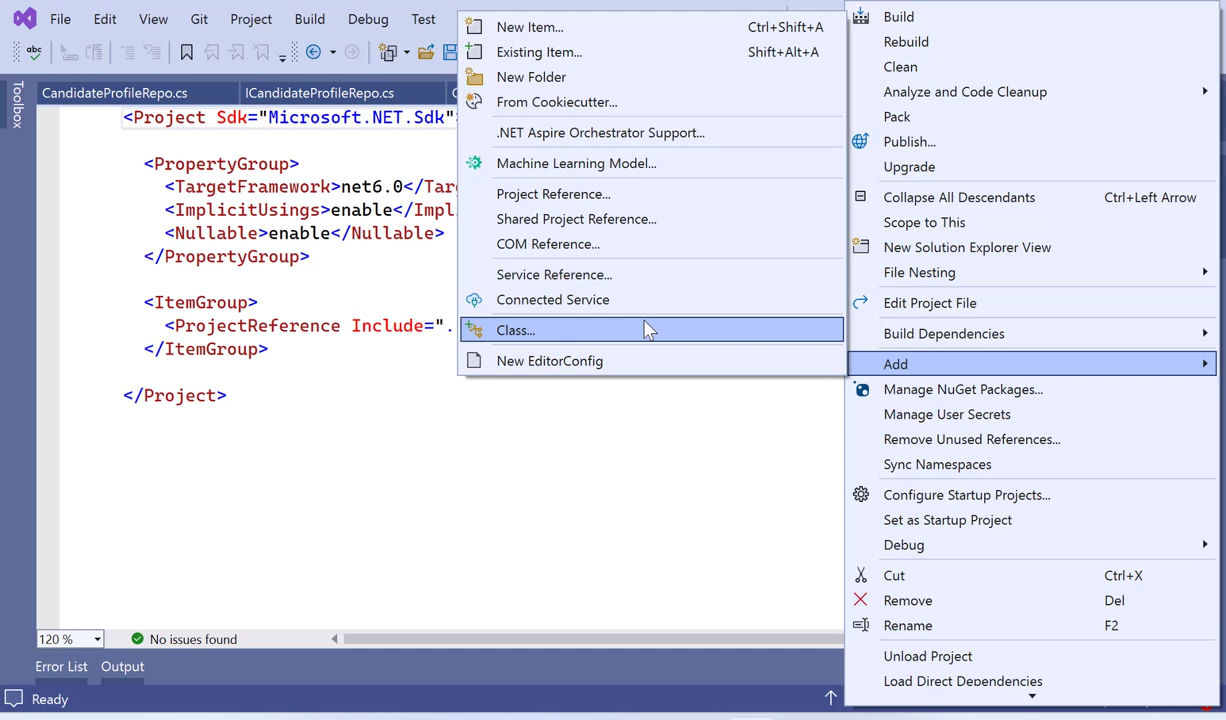 File Edit View Git Project Build Debug Test
abc
Toolbox
CandidateProfileRepo.cs ICandidateProfileRepo.cs
<Project Sdk="Microsoft.NET.Sdk"
<PropertyGroup>
<TargetFramework>net6.0</Tar
<ImplicitUsings>enable</Impl
<Nullable>enable</Nullable>
</PropertyGroup>
<ItemGroup>
<ProjectReference Include=".
</ItemGroup>
</Project>
120 % No issues found
Error List Output
Ready
New Item... Ctrl+Shift+A
Existing Item... Shift+Alt+A
New Folder
From Cookiecutter...
.NET Aspire Orchestrator Support...
Machine Learning Model...
Project Reference...
Shared Project Reference...
COM Reference...
Service Reference...
Connected Service
Class...
New EditorConfig
Build
Rebuild
Clean
Analyze and Code Cleanup
Pack
Publish...
Upgrade
Collapse All Descendants Ctrl+Left Arrow
Scope to This
New Solution Explorer View
File Nesting
Edit Project File
Build Dependencies
Add
Manage NuGet Packages...
Manage User Secrets
Remove Unused References...
Sync Namespaces
Configure Startup Projects...
Set as Startup Project
Debug
Cut Ctrl+X
Remove Del
Rename F2
Unload Project
Load Direct Dependencies